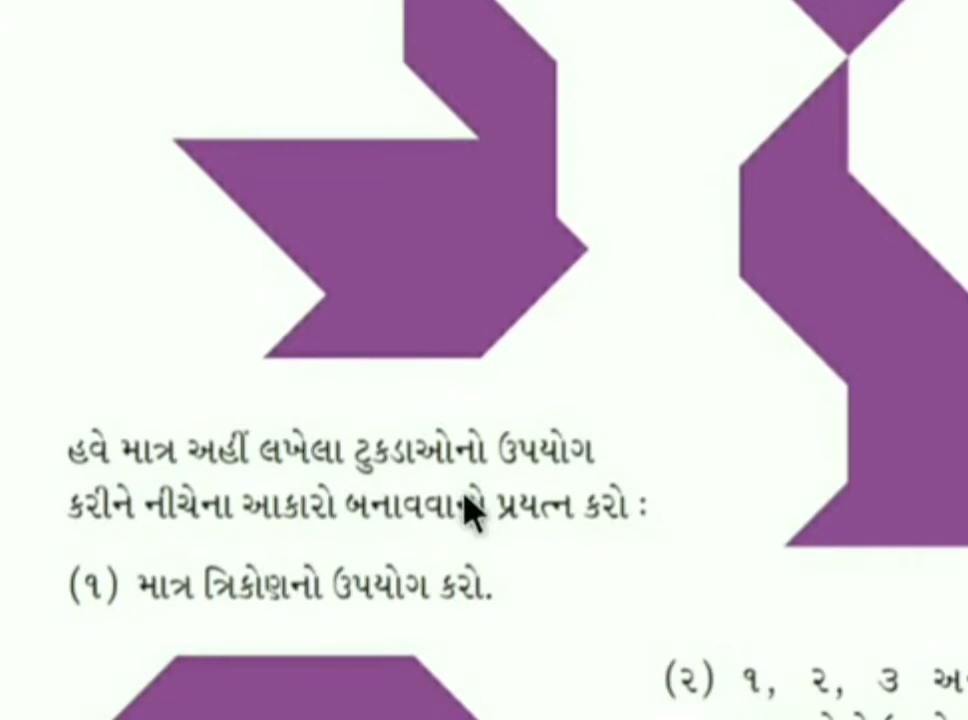 હવે માત્ર અહીં લખેલા ટુકડાઓનો ઉપયોગ
કરીને નીચેના આકારો બનાવવાનો પ્રયત્ન કરો :
(૧) માત્ર ત્રિકોણનો ઉપયોગ કરો.
(૨) ૧, ૨, ૩